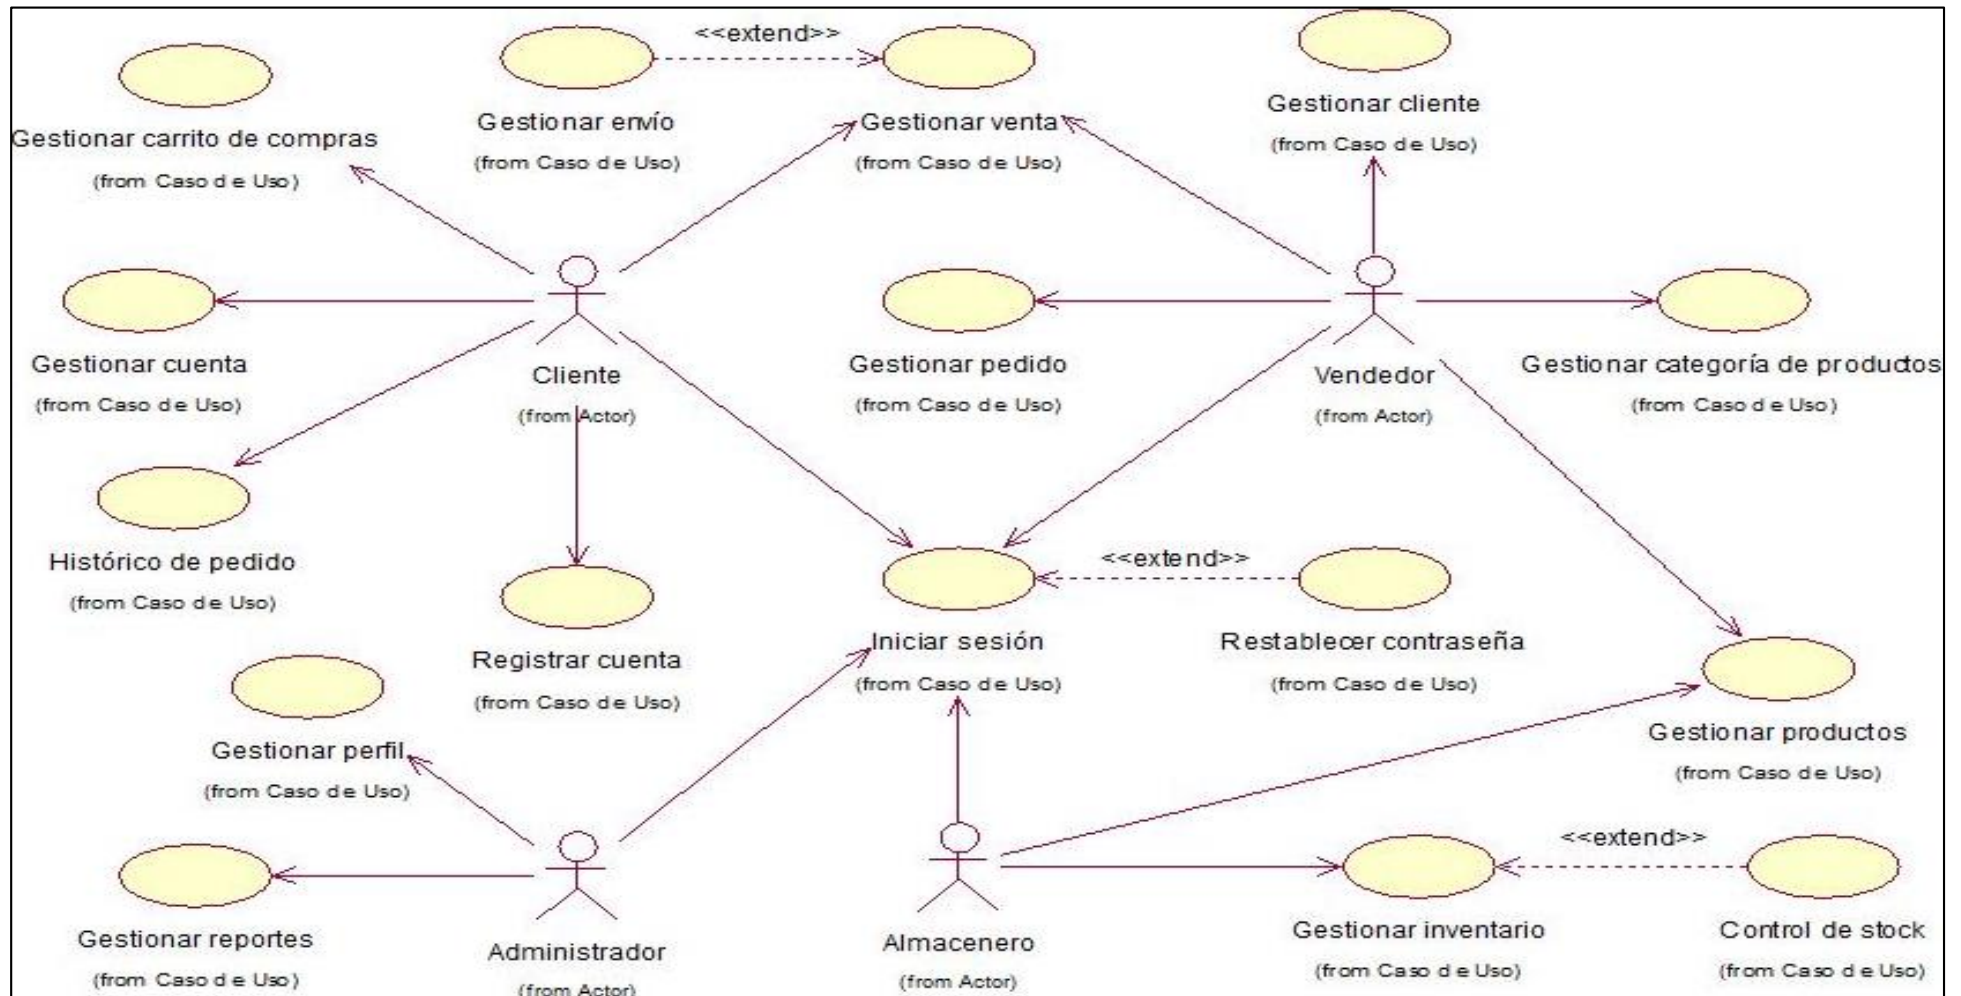 <<extend>>
Gestionar carrito de compras
(from Caso de Uso)
Gestionar envío
(from Caso de Uso)
Gestionar venta
(from Caso de Uso)
Gestionar cliente
(from Caso de Uso)
Gestionar cuenta
(from Caso de Uso)
Cliente
(from Actor)
Gestionar pedido
(from Caso de Uso)
Vendedor
(from Actor)
Gestionar categoría de productos
(from Caso de Uso)
Histórico de pedido
(from Caso de Uso)
Registrar cuenta
(from Caso de Uso)
Iniciar sesión
(from Caso de Uso)
<<extend>>
Restablecer contraseña
(from Caso de Uso)
Gestionar perfil
(from Caso de Uso)
Gestionar productos
(from Caso de Uso)
Gestionar reportes
(from Caso de Uso)
Administrador
(from Actor)
Almacenero
(from Actor)
<<extend>>
Gestionar inventario
(from Caso de Uso)
Control de stock
(from Caso de Uso)